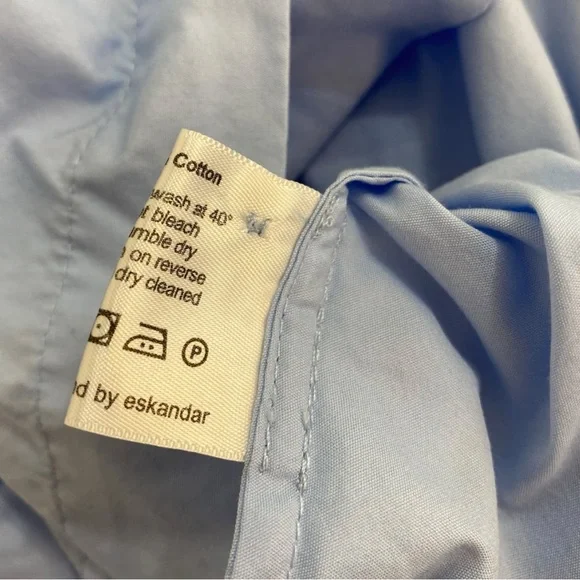 Cotton
wash at 40°
bleach
dry
on reverse
dry cleaned
P
by eskandar